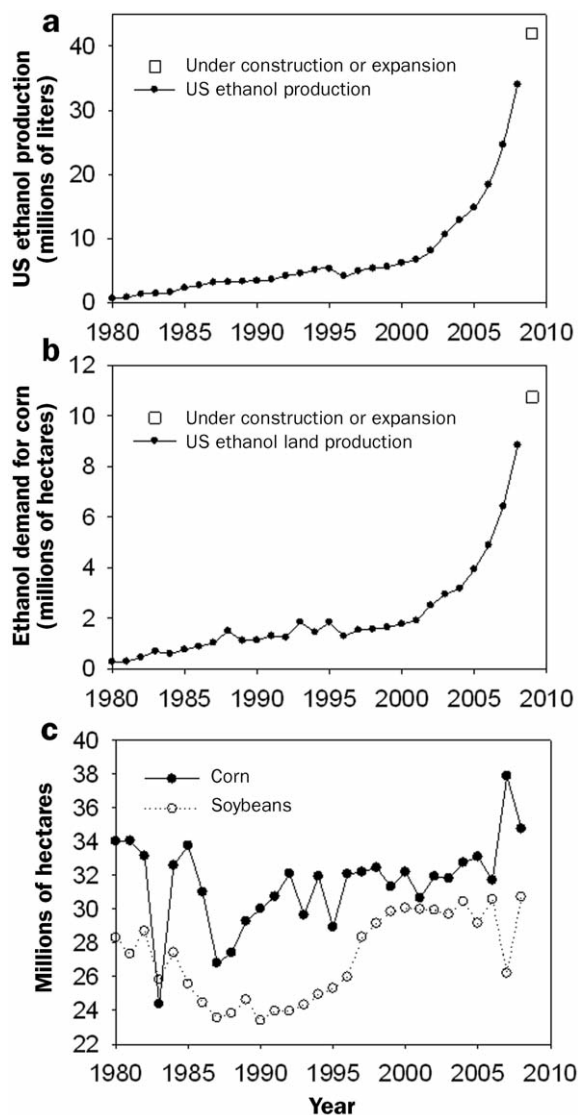 a
US ethanol production
(millions of liters)
40
30
20
10
0
Under construction or expansion
US ethanol production
1980 1985 1990 1995 2000 2005 2010
b
Ethanol demand for corn
(millions of hectares)
12
10
8
6
4
2
0
Under construction or expansion
US ethanol land production
1980 1985 1990 1995 2000 2005 2010
c
Millions of hectares
40
38
36
34
32
30
28
26
24
22
Corn
Soybeans
1980 1985 1990 1995 2000 2005 2010
Year